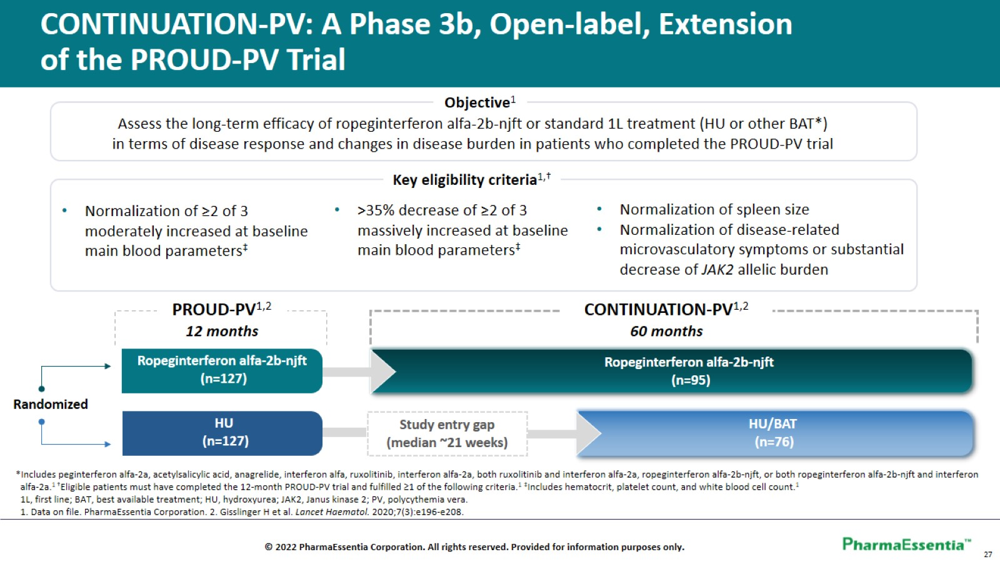 CONTINUATION-PV: A Phase 3b, Open-label, Extension
of the PROUD-PV Trial
Objective¹
Assess the long-term efficacy of ropeginterferon alfa-2b-njft or standard 1L treatment (HU or other BAT*)
in terms of disease response and changes in disease burden in patients who completed the PROUD-PV trial
Key eligibility criteria¹,†
• Normalization of ≥2 of 3
moderately increased at baseline
main blood parameters‡
• >35% decrease of ≥2 of 3
massively increased at baseline
main blood parameters‡
• Normalization of spleen size
• Normalization of disease-related
microvasculatory symptoms or substantial
decrease of JAK2 allelic burden
PROUD-PV¹,²
12 months
CONTINUATION-PV¹,²
60 months
Randomized
Ropeginterferon alfa-2b-njft
(n=127)
Ropeginterferon alfa-2b-njft
(n=95)
HU
(n=127)
Study entry gap
(median ~21 weeks)
HU/BAT
(n=76)
*Includes peginterferon alfa-2a, acetylsalicylic acid, anagrelide, interferon alfa, ruxolitinib, interferon alfa-2a, both ruxolitinib and interferon alfa-2a, ropeginterferon alfa-2b-njft, or both ropeginterferon alfa-2b-njft and interferon
alfa-2a.¹ †Eligible patients must have completed the 12-month PROUD-PV trial and fulfilled ≥1 of the following criteria.¹ ‡Includes hematocrit, platelet count, and white blood cell count.¹
1L, first line; BAT, best available treatment; HU, hydroxyurea; JAK2, Janus kinase 2; PV, polycythemia vera.
1. Data on file. PharmaEssentia Corporation. 2. Gisslinger H et al. Lancet Haematol. 2020;7(3):e196-e208.
© 2022 PharmaEssentia Corporation. All rights reserved. Provided for information purposes only.
PharmaEssentia™
27